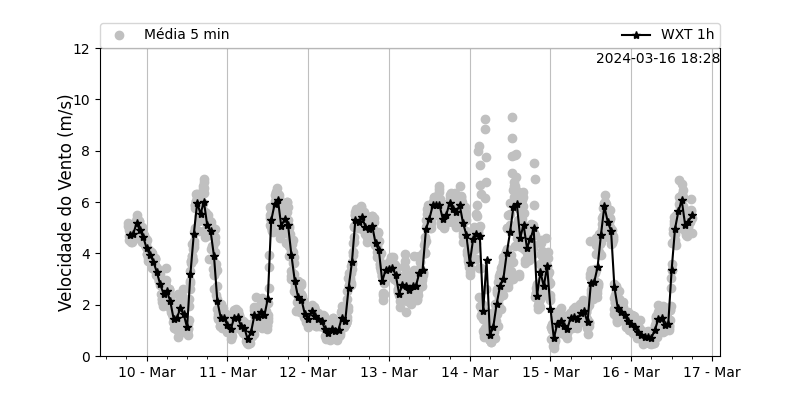 Média 5 min
WXT 1h
2024-03-16 18:28
Velocidade do Vento (m/s)
12
10
8
6
4
2
0
10 - Mar
11 - Mar
12 - Mar
13 - Mar
14 - Mar
15 - Mar
16 - Mar
17 - Mar